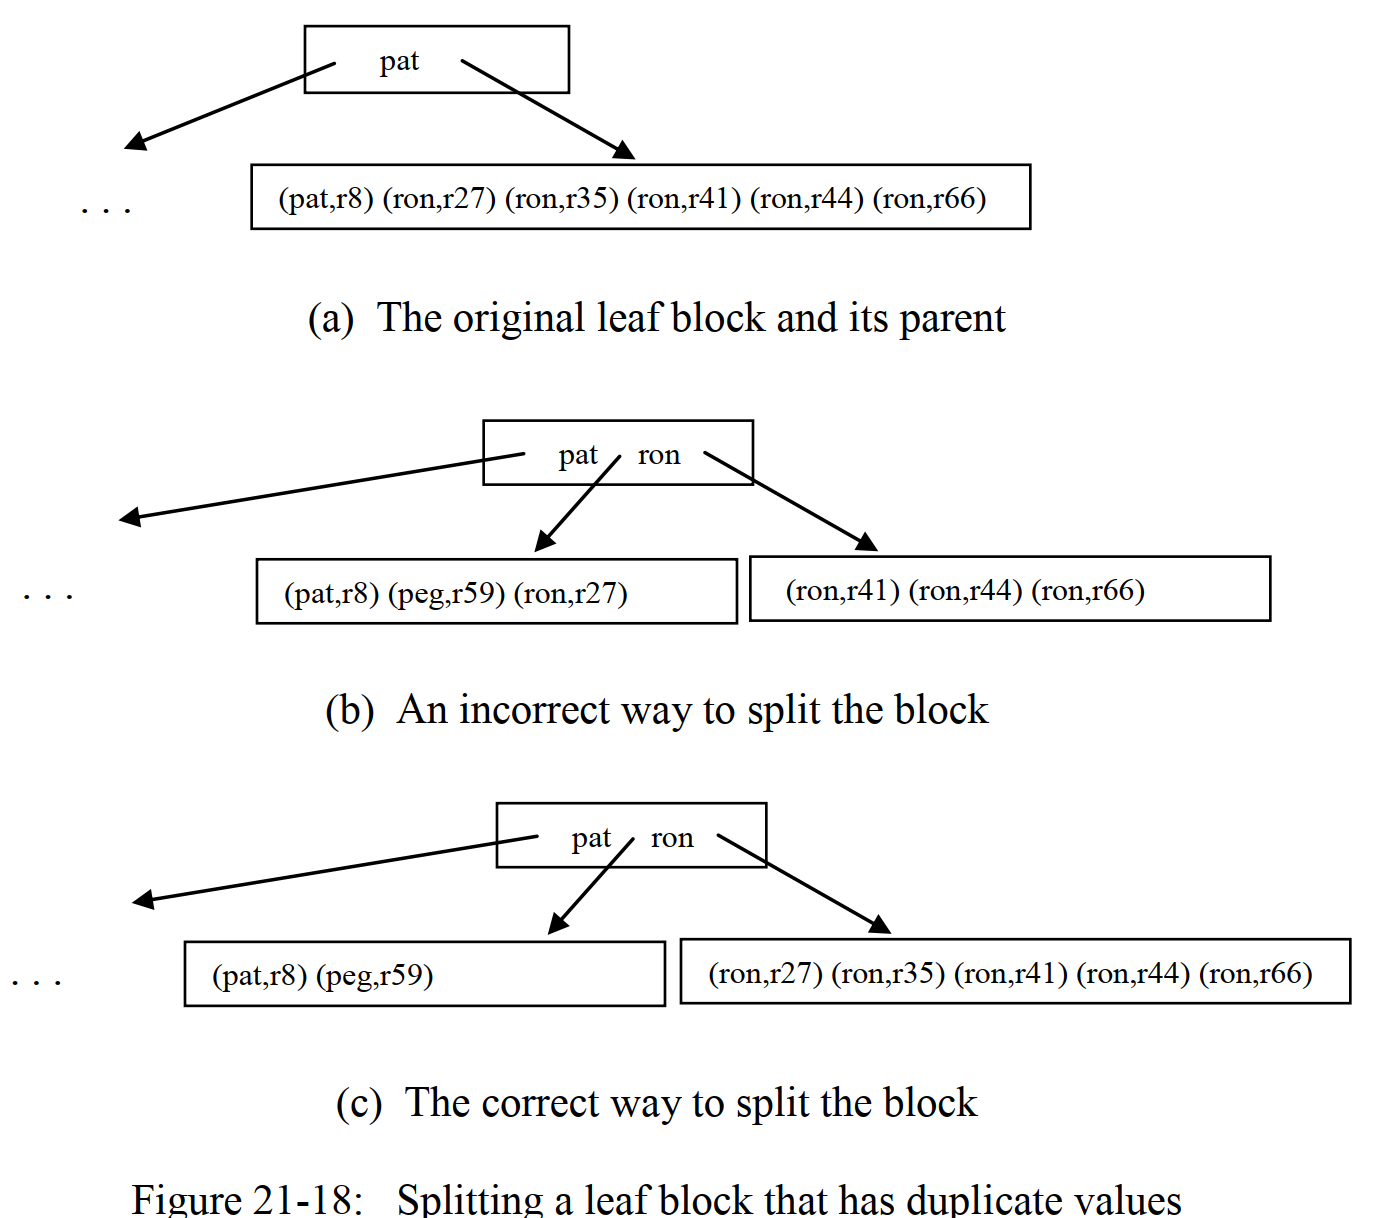 pat
(pat,r8) (ron,r27) (ron,r35) (ron,r41) (ron,r44) (ron,r66)
. . .
(a) The original leaf block and its parent
pat ron
. . .
(pat,r8) (peg,r59) (ron,r27)
(ron,r41) (ron,r44) (ron,r66)
(b) An incorrect way to split the block
pat ron
. . .
(pat,r8) (peg,r59)
(ron,r27) (ron,r35) (ron,r41) (ron,r44) (ron,r66)
(c) The correct way to split the block
Figure 21-18: Splitting a leaf block that has duplicate values